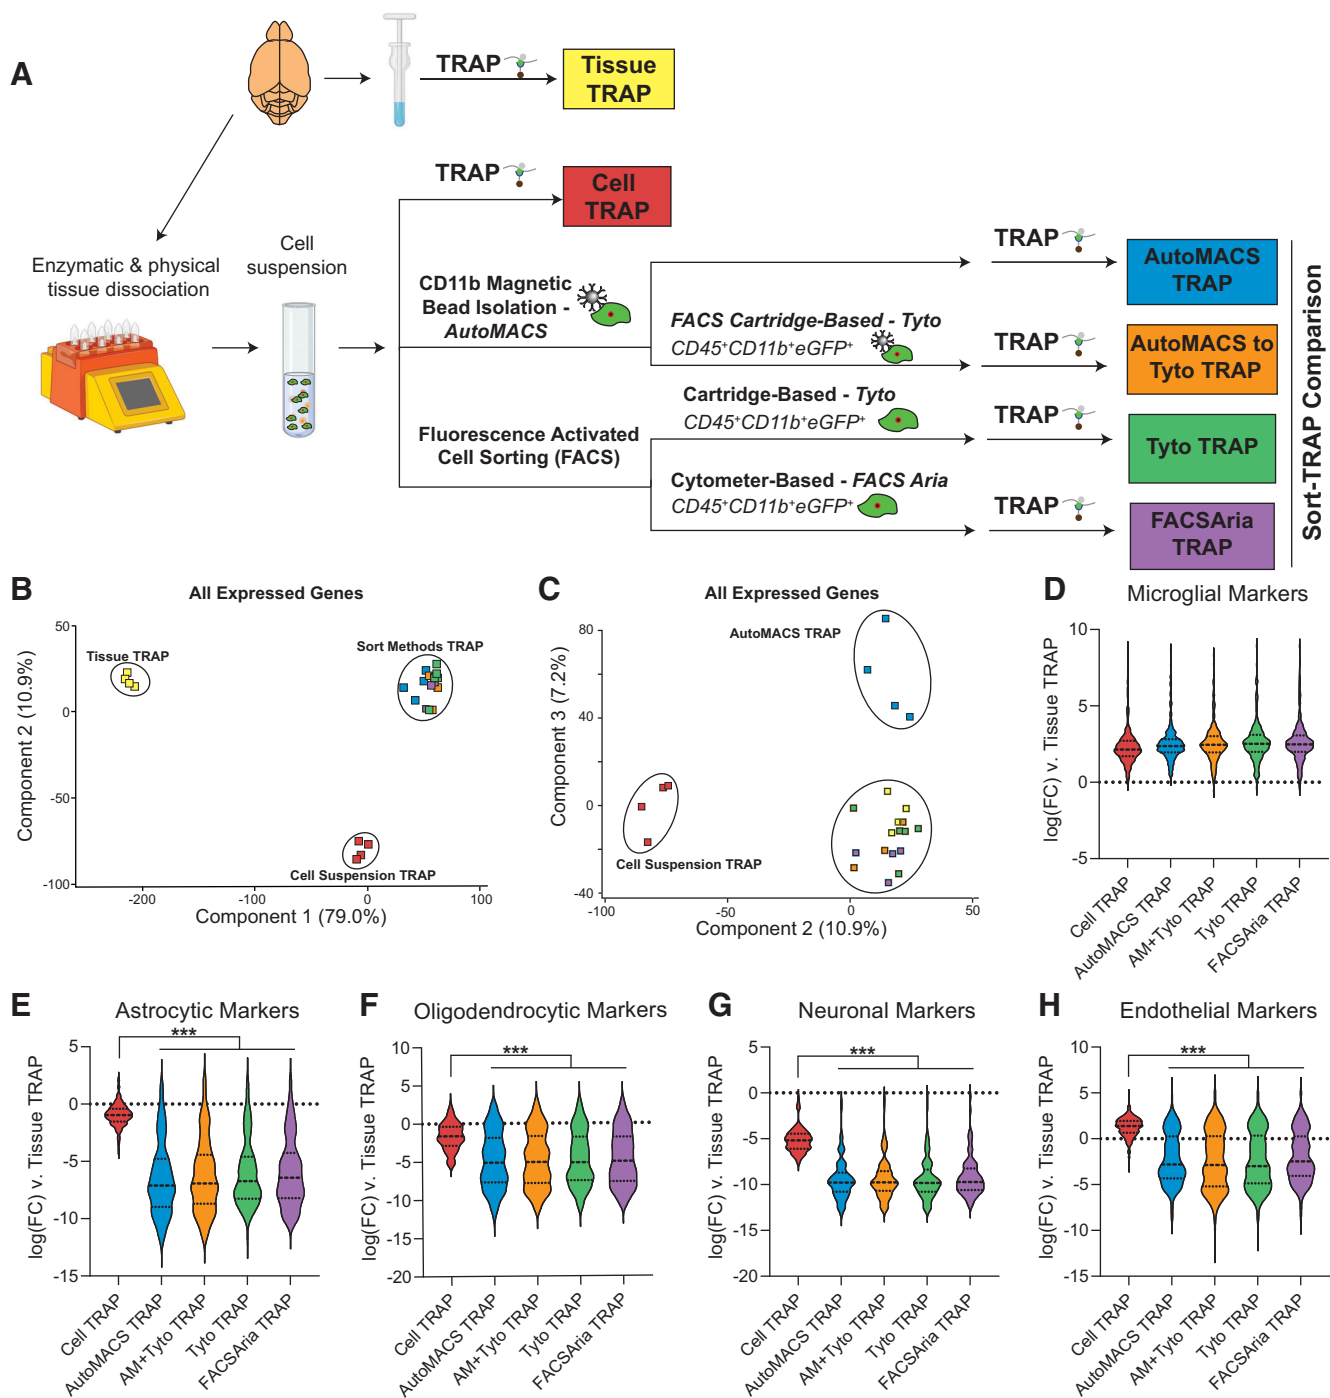 A
TRAP
Tissue
TRAP
TRAP
Cell
TRAP
Enzymatic & physical
tissue dissociation
Cell
suspension
CD11b Magnetic
Bead Isolation -
AutoMACS
TRAP
AutoMACS
TRAP
FACS Cartridge-Based - Tyto
CD45⁺CD11b⁺eGFP⁺
TRAP
AutoMACS to
Tyto TRAP
Cartridge-Based - Tyto
CD45⁺CD11b⁺eGFP⁺
TRAP
Tyto TRAP
Fluorescence Activated
Cell Sorting (FACS)
Cytometer-Based - FACS Aria
CD45⁺CD11b⁺eGFP⁺
TRAP
FACSAria
TRAP
Sort-TRAP Comparison
B
All Expressed Genes
Component 2 (10.9%)
50
0
-50
-100
Tissue TRAP
Sort Methods TRAP
Cell Suspension TRAP
-200
-100
0
100
Component 1 (79.0%)
C
All Expressed Genes
Component 3 (7.2%)
80
40
0
-40
AutoMACS TRAP
Cell Suspension TRAP
-100
-50
0
50
Component 2 (10.9%)
D
Microglial Markers
log(FC) v. Tissue TRAP
10
5
0
-5
Cell TRAP
AutoMACS TRAP
AM+Tyto TRAP
Tyto TRAP
FACSAria TRAP
E
Astrocytic Markers
***
log(FC) v. Tissue TRAP
5
0
-5
-10
-15
Cell TRAP
AutoMACS TRAP
AM+Tyto TRAP
Tyto TRAP
FACSAria TRAP
F
Oligodendrocytic Markers
***
log(FC) v. Tissue TRAP
10
5
0
-5
-10
-15
-20
Cell TRAP
AutoMACS TRAP
AM+Tyto TRAP
Tyto TRAP
FACSAria TRAP
G
Neuronal Markers
***
log(FC) v. Tissue TRAP
5
0
-5
-10
-15
-20
Cell TRAP
AutoMACS TRAP
AM+Tyto TRAP
Tyto TRAP
FACSAria TRAP
H
Endothelial Markers
***
log(FC) v. Tissue TRAP
10
5
0
-5
-10
-15
Cell TRAP
AutoMACS TRAP
AM+Tyto TRAP
Tyto TRAP
FACSAria TRAP